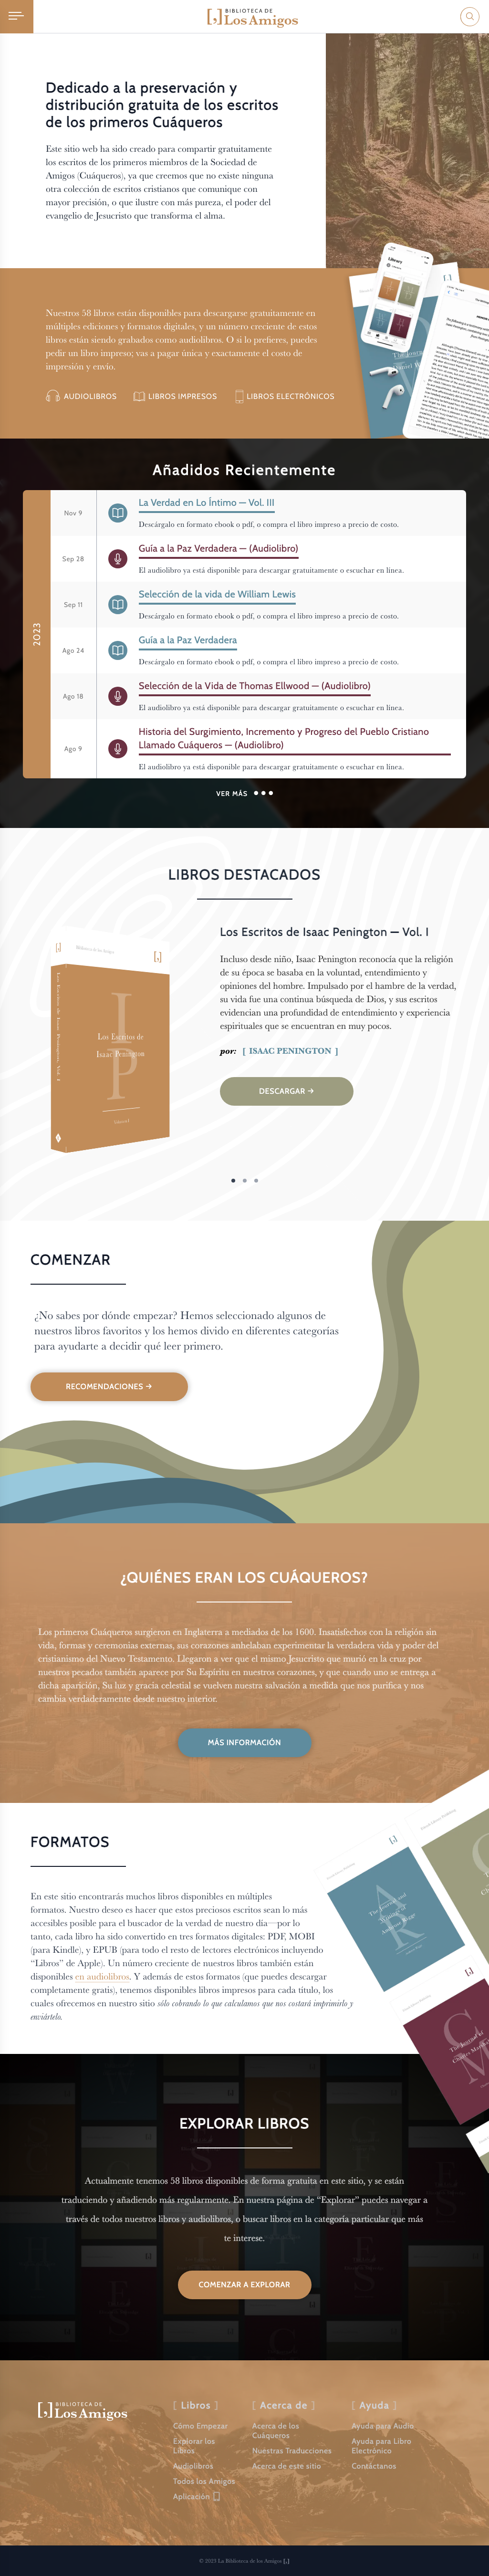 BIBLIOTECA DE
Los Amigos
Dedicado a la preservación y
distribución gratuita de los escritos
de los primeros Cuáqueros
Este sitio web ha sido creado para compartir gratuitamente
los escritos de los primeros miembros de la Sociedad de
Amigos (Cuáqueros), ya que creemos que no existe ninguna
otra colección de escritos cristianos que comunique con
mayor precisión, o que ilustre con más pureza, el poder del
evangelio de Jesucristo que transforma el alma.
Nuestros 58 libros están disponibles para descargarse gratuitamente en
múltiples ediciones y formatos digitales, y un número creciente de estos
libros están siendo grabados como audiolibros. O si lo prefieres, puedes
pedir un libro impreso; vas a pagar única y exactamente el costo de
impresión y envío.
AUDIOLIBROS LIBROS IMPRESOS LIBROS ELECTRÓNICOS
Añadidos Recientemente
2023
Nov 9
La Verdad en Lo Íntimo — Vol. III
Descárgalo en formato ebook o pdf, o compra el libro impreso a precio de costo.
Sep 28
Guía a la Paz Verdadera — (Audiolibro)
El audiolibro ya está disponible para descargar gratuitamente o escuchar en línea.
Sep 11
Selección de la vida de William Lewis
Descárgalo en formato ebook o pdf, o compra el libro impreso a precio de costo.
Ago 24
Guía a la Paz Verdadera
Descárgalo en formato ebook o pdf, o compra el libro impreso a precio de costo.
Ago 18
Selección de la Vida de Thomas Ellwood — (Audiolibro)
El audiolibro ya está disponible para descargar gratuitamente o escuchar en línea.
Ago 9
Historia del Surgimiento, Incremento y Progreso del Pueblo Cristiano
Llamado Cuáqueros — (Audiolibro)
El audiolibro ya está disponible para descargar gratuitamente o escuchar en línea.
VER MÁS
LIBROS DESTACADOS
Biblioteca de los Amigos
Los Escritos de Isaac Penington, Vol. I
IP
Los Escritos de
Isaac Penington
Volumen I
Los Escritos de Isaac Penington — Vol. I
Incluso desde niño, Isaac Penington reconocía que la religión
de su época se basaba en la voluntad, entendimiento y
opiniones del hombre. Impulsado por el hambre de la verdad,
su vida fue una continua búsqueda de Dios, y sus escritos
evidencian una profundidad de entendimiento y experiencia
espirituales que se encuentran en muy pocos.
por: [ ISAAC PENINGTON ]
DESCARGAR →
COMENZAR
¿No sabes por dónde empezar? Hemos seleccionado algunos de
nuestros libros favoritos y los hemos divido en diferentes categorías
para ayudarte a decidir qué leer primero.
RECOMENDACIONES →
¿QUIÉNES ERAN LOS CUÁQUEROS?
Los primeros Cuáqueros surgieron en Inglaterra a mediados de los 1600. Insatisfechos con la religión sin
vida, formas y ceremonias externas, sus corazones anhelaban experimentar la verdadera vida y poder del
cristianismo del Nuevo Testamento. Llegaron a ver que el mismo Jesucristo que murió en la cruz por
nuestros pecados también aparece por Su Espíritu en nuestros corazones, y que cuando uno se entrega a
dicha aparición, Su luz y gracia celestial se vuelven nuestra salvación a medida que nos purifica y nos
cambia verdaderamente desde nuestro interior.
MÁS INFORMACIÓN
FORMATOS
En este sitio encontrarás muchos libros disponibles en múltiples
formatos. Nuestro deseo es hacer que estos preciosos escritos sean lo más
accesibles posible para el buscador de la verdad de nuestro día—por lo
tanto, cada libro ha sido convertido en tres formatos digitales: PDF, MOBI
(para Kindle), y EPUB (para todo el resto de lectores electrónicos incluyendo
“Libros” de Apple). Un número creciente de nuestros libros también están
disponibles en audiolibros. Y además de estos formatos (que puedes descargar
completamente gratis), tenemos disponibles libros impresos para cada título, los
cuales ofrecemos en nuestro sitio sólo cobrando lo que calculamos que nos costará imprimirlo y
enviártelo.
EXPLORAR LIBROS
Actualmente tenemos 58 libros disponibles de forma gratuita en este sitio, y se están
traduciendo y añadiendo más regularmente. En nuestra página de “Explorar” puedes navegar a
través de todos nuestros libros y audiolibros, o buscar libros en la categoría particular que más
te interese.
COMENZAR A EXPLORAR
BIBLIOTECA DE
Los Amigos
[ Libros ]
Cómo Empezar
Explorar los
Libros
Audiolibros
Todos los Amigos
Aplicación
[ Acerca de ]
Acerca de los
Cuáqueros
Nuestras Traducciones
Acerca de este sitio
[ Ayuda ]
Ayuda para Audio
Ayuda para Libro
Electrónico
Contáctanos
© 2023 La Biblioteca de los Amigos